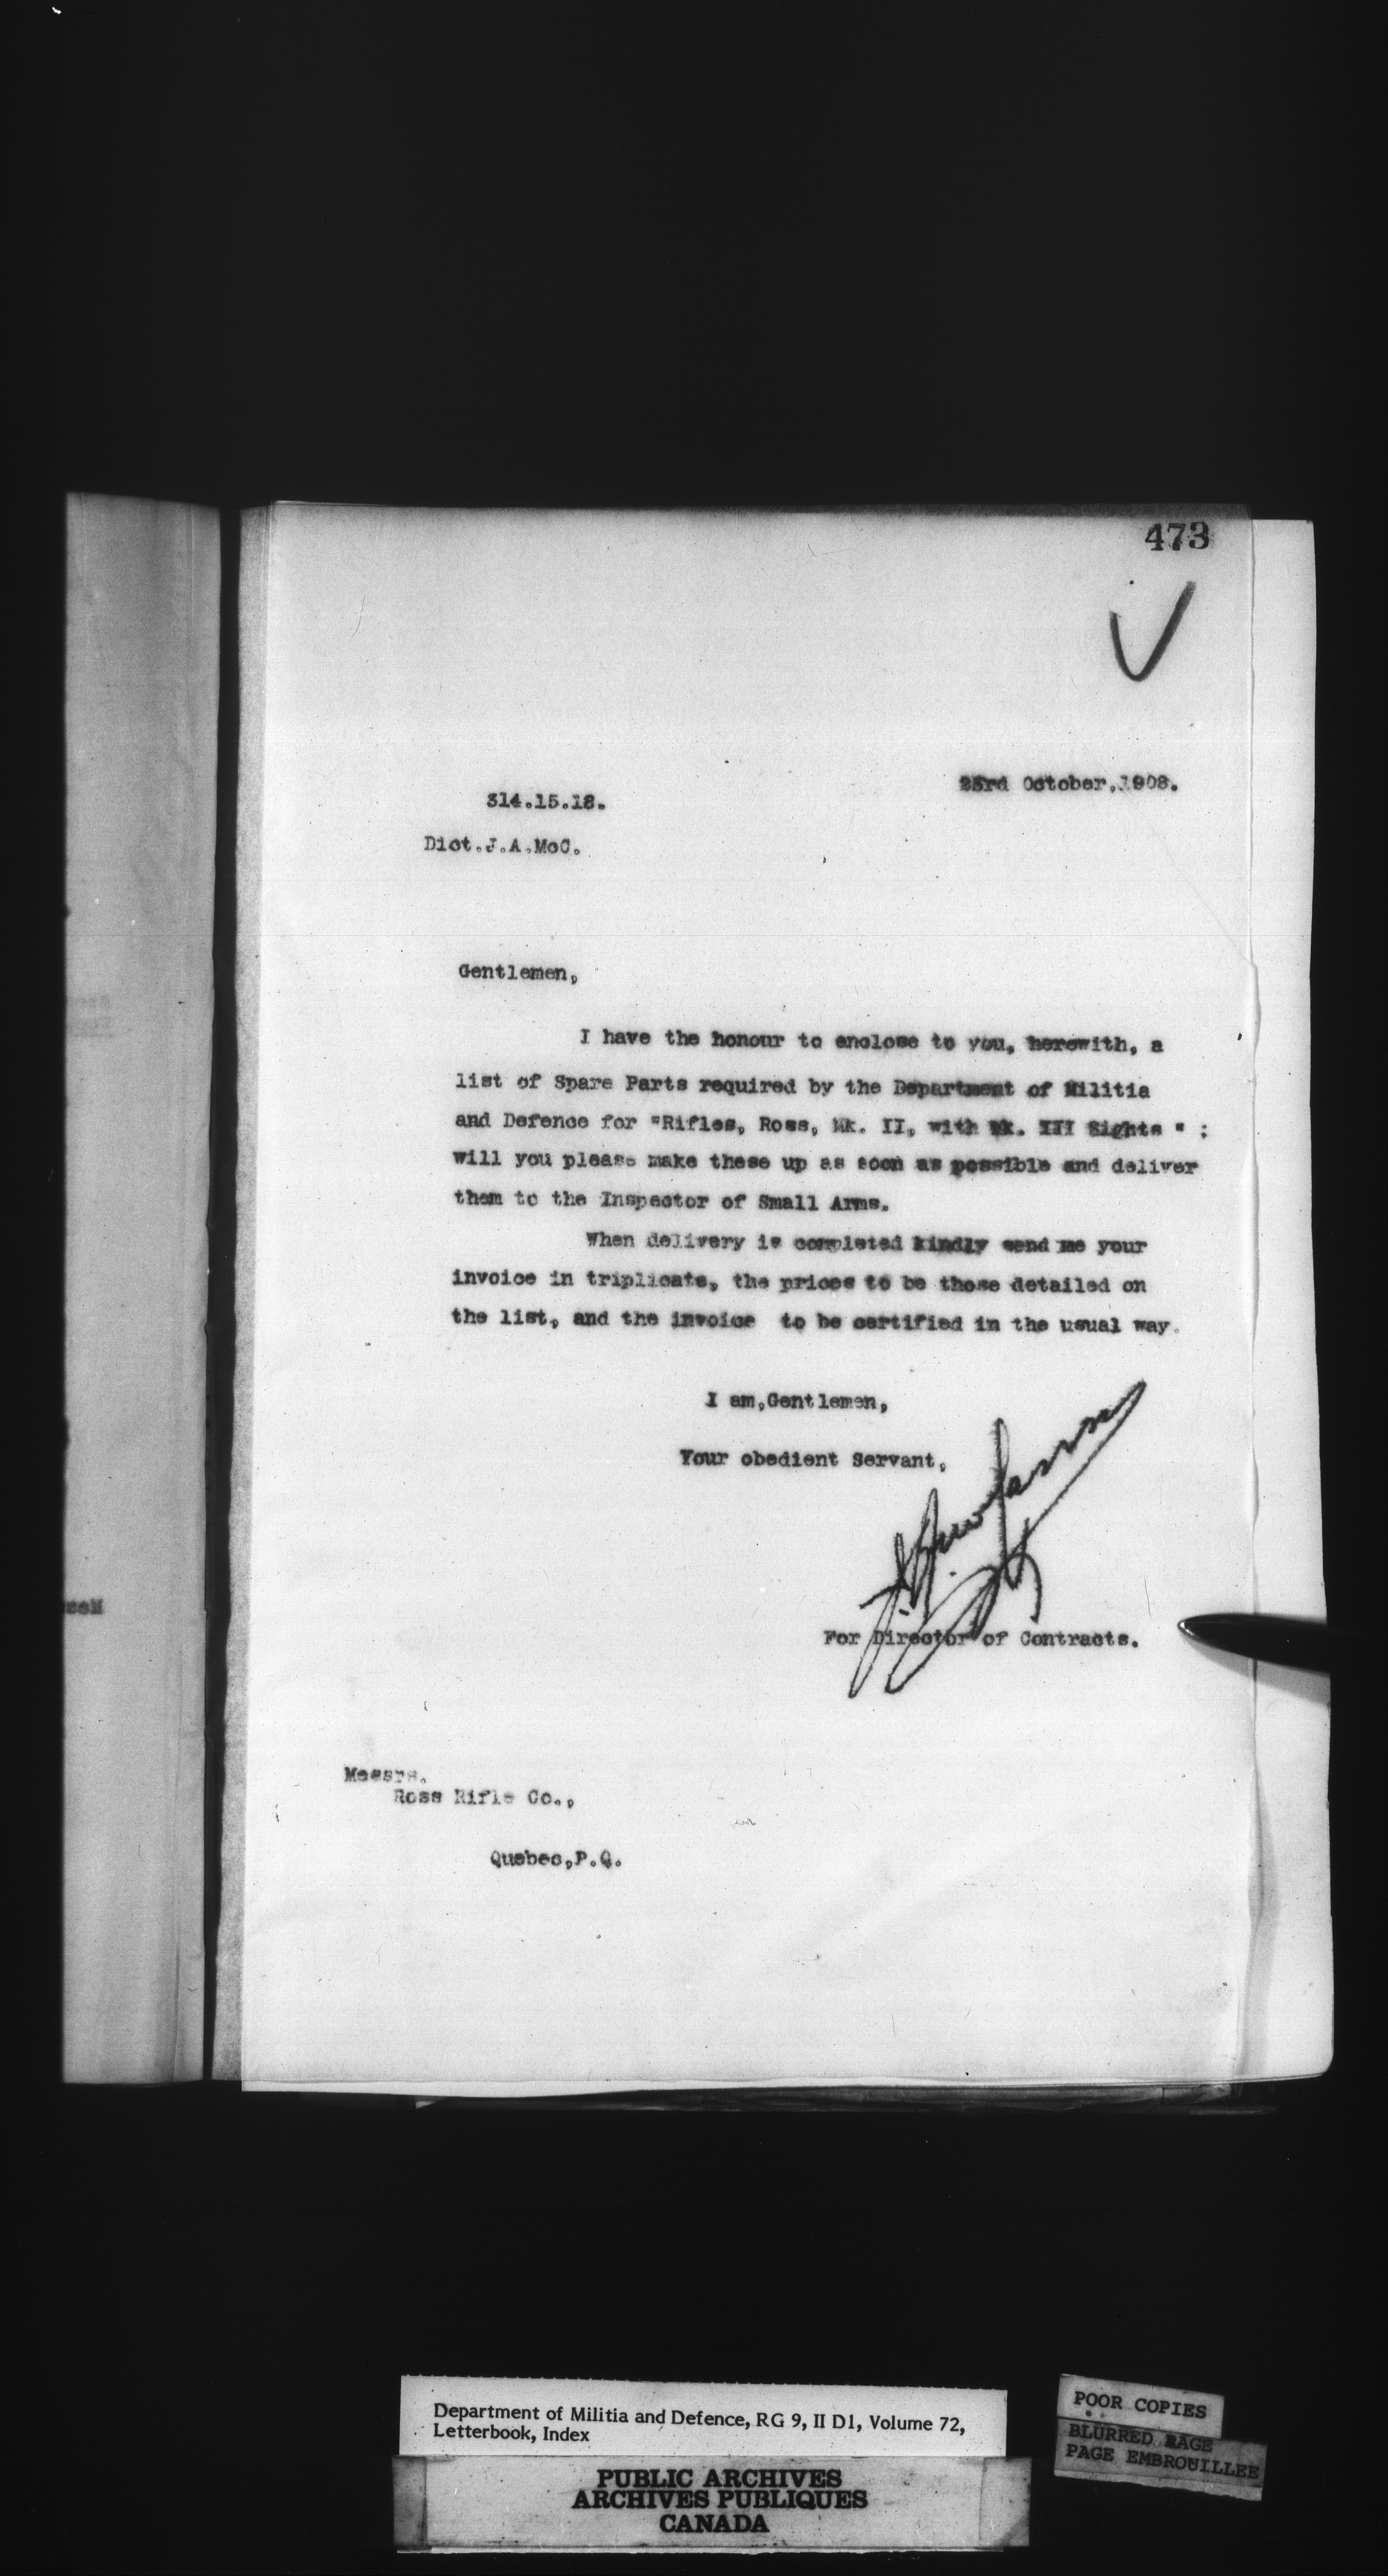 473
23rd October, 1908.
314.15.18.
Dict. J.A.McC.
Gentlemen,
I have the honour to enclose to you, herewith, a
list of Spare Parts required by the Department of Militia
and Defence for "Rifles, Ross, Mk. II, with Mk. III Sights " ;
will you please make these up as soon as possible and deliver
them to the Inspector of Small Arms.
When delivery is completed kindly send me your
invoice in triplicate, the prices to be those detailed on
the list, and the invoice to be certified in the usual way.
I am, Gentlemen,
Your obedient Servant,
For Director of Contracts.
Messrs.
Ross Rifle Co.,
Quebec, P.Q.
Department of Militia and Defence, RG 9, II D1, Volume 72,
Letterbook, Index
PUBLIC ARCHIVES
ARCHIVES PUBLIQUES
CANADA
POOR COPIES
BLURRED PAGE
PAGE EMBROUILLEE